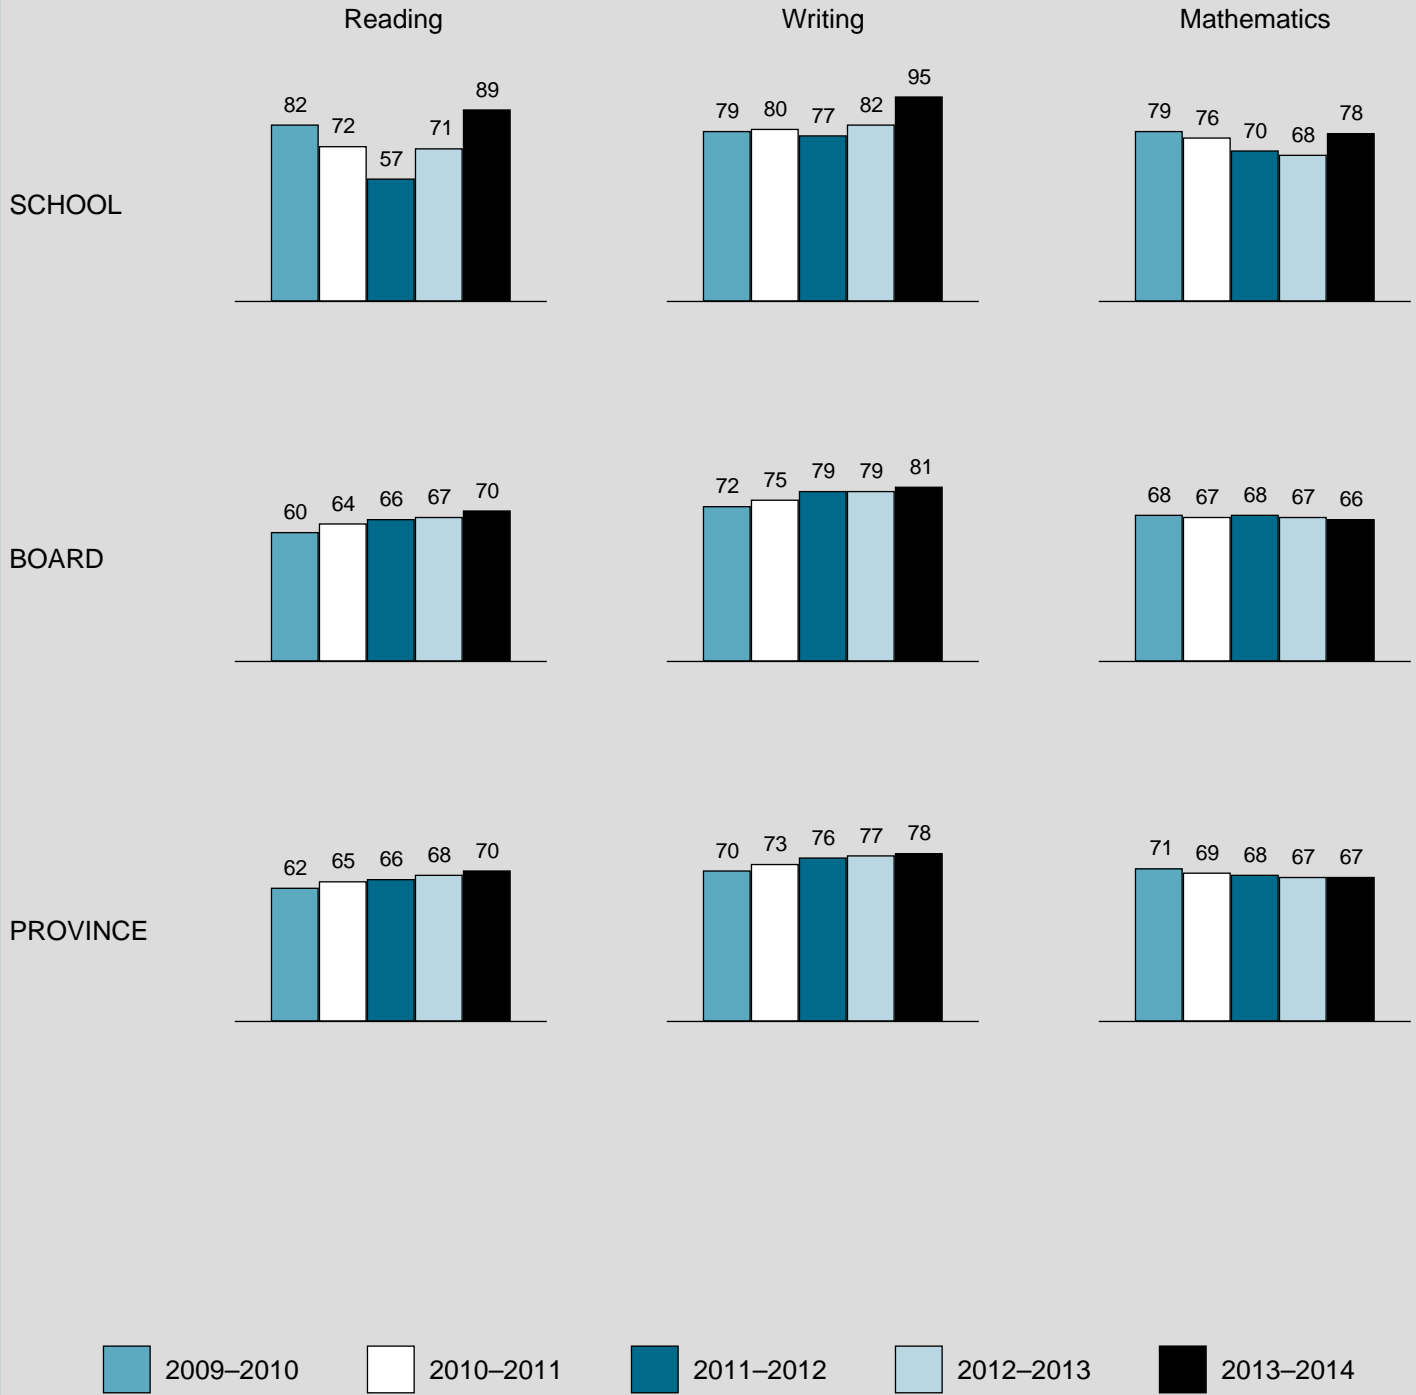 Reading Writing Mathematics
SCHOOL
82 72 57 71 89
79 80 77 82 95
79 76 70 68 78
BOARD
60 64 66 67 70
72 75 79 79 81
68 67 68 67 66
PROVINCE
62 65 66 68 70
70 73 76 77 78
71 69 68 67 67
2009–2010 2010–2011 2011–2012 2012–2013 2013–2014